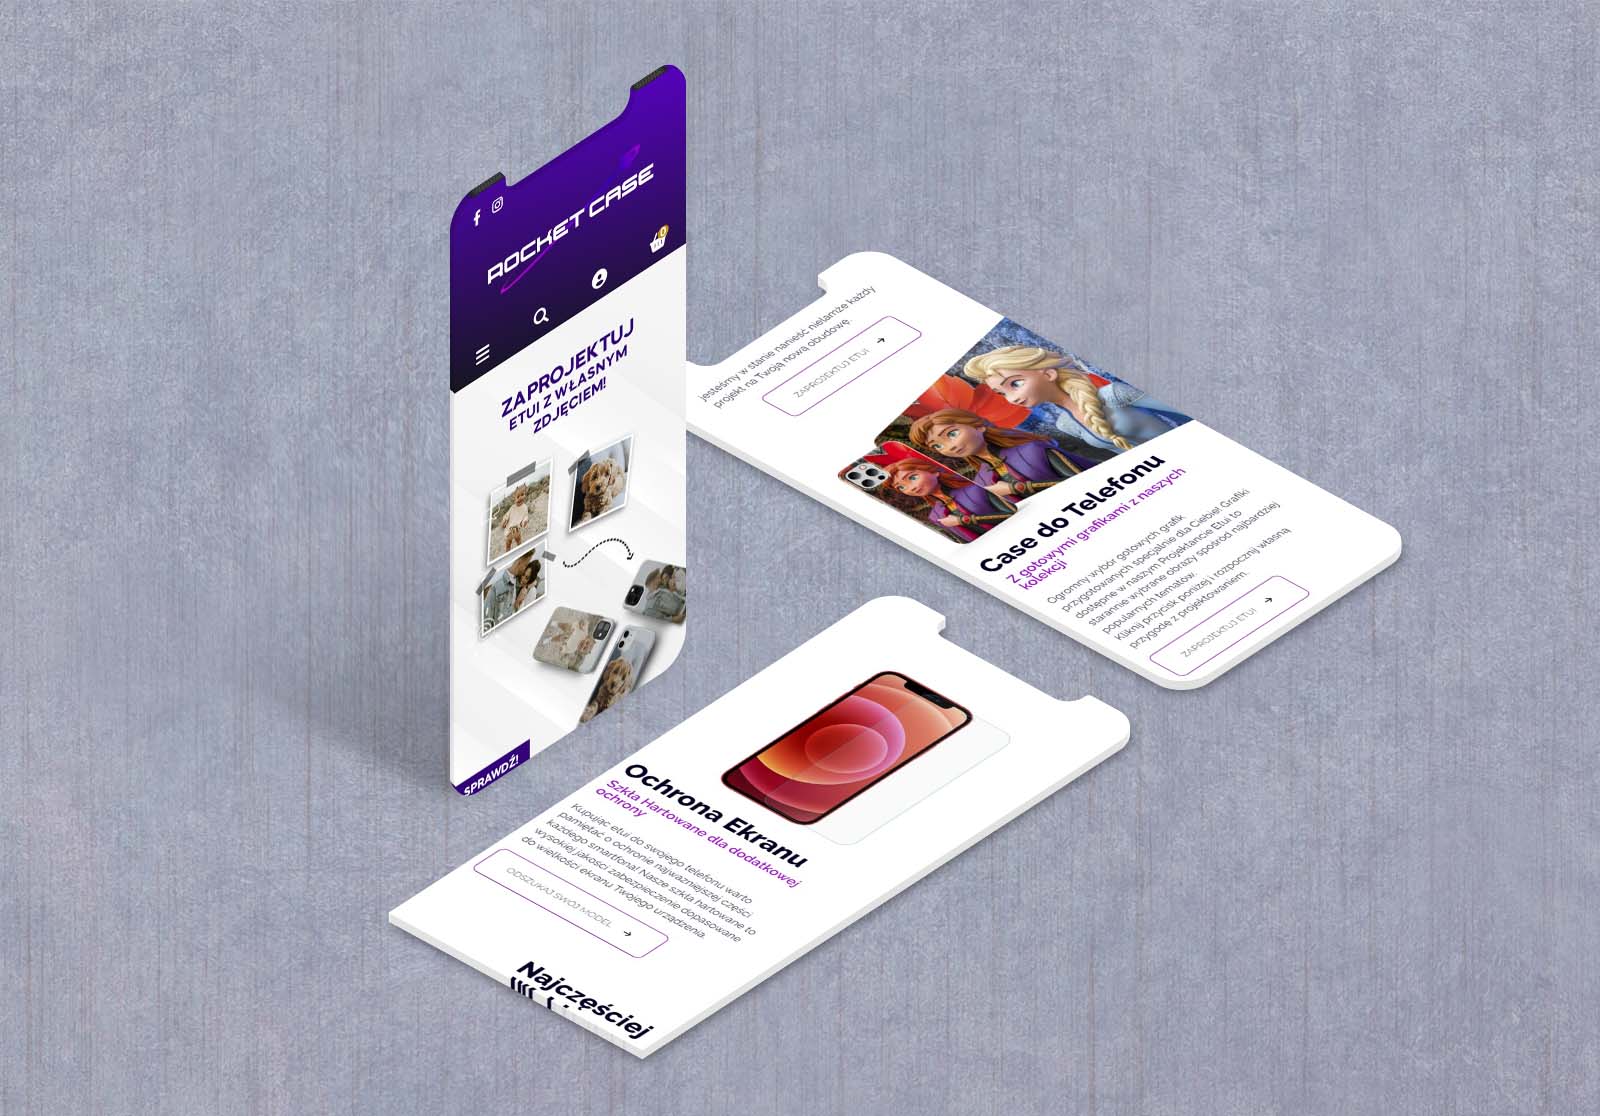 ROCKET CASE
0
ZAPROJEKTUJ
ETUI Z WŁASNYM
ZDJĘCIEM!
SPRAWDŹ!
jesteśmy w stanie nanieść nielamże każdy
projekt na Twoją nową obudowę.
ZAPROJEKTUJ ETUI
Case do Telefonu
Z gotowymi grafikami z naszych
kolekcji
Ogromny wybór gotowych grafik
przygotowanych specjalnie dla Ciebie! Grafiki
dostępne w naszym Projektancie Etui to
starannie wybrane obrazy spośród najbardziej
popularnych tematów.
Kliknij przycisk poniżej i rozpocznij własną
przygodę z projektowaniem.
ZAPROJEKTUJ ETUI
Ochrona Ekranu
Szkła Hartowane dla dodatkowej
ochrony
Kupując etui do swojego telefonu warto
pamiętać o ochronie najważniejszej części
każdego smartfona! Nasze szkła hartowane to
wysokiej jakości zabezpieczenie dopasowane
do wielkości ekranu Twojego urządzenia.
ODSZUKAJ SWÓJ MODEL
Najczęściej